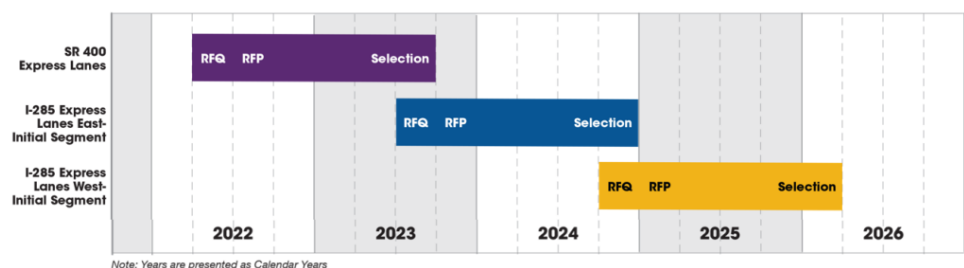 SR 400
Express Lanes
RFQ RFP Selection
I-285 Express
Lanes East-
Initial Segment
RFQ RFP Selection
I-285 Express
Lanes West-
Initial Segment
RFQ RFP Selection
2022 2023 2024 2025 2026
Note: Years are presented as Calendar Years